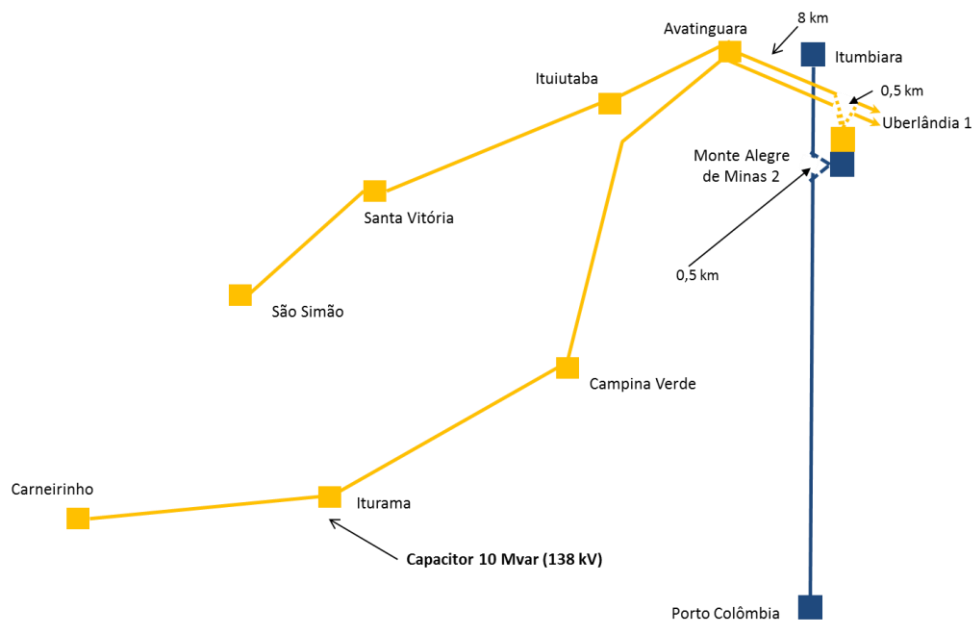 8 km
Avatinguara
Itumbiara
Ituiutaba
0,5 km
Uberlândia 1
Monte Alegre
de Minas 2
Santa Vitória
0,5 km
São Simão
Campina Verde
Carneirinho
Iturama
Capacitor 10 Mvar (138 kV)
Porto Colômbia